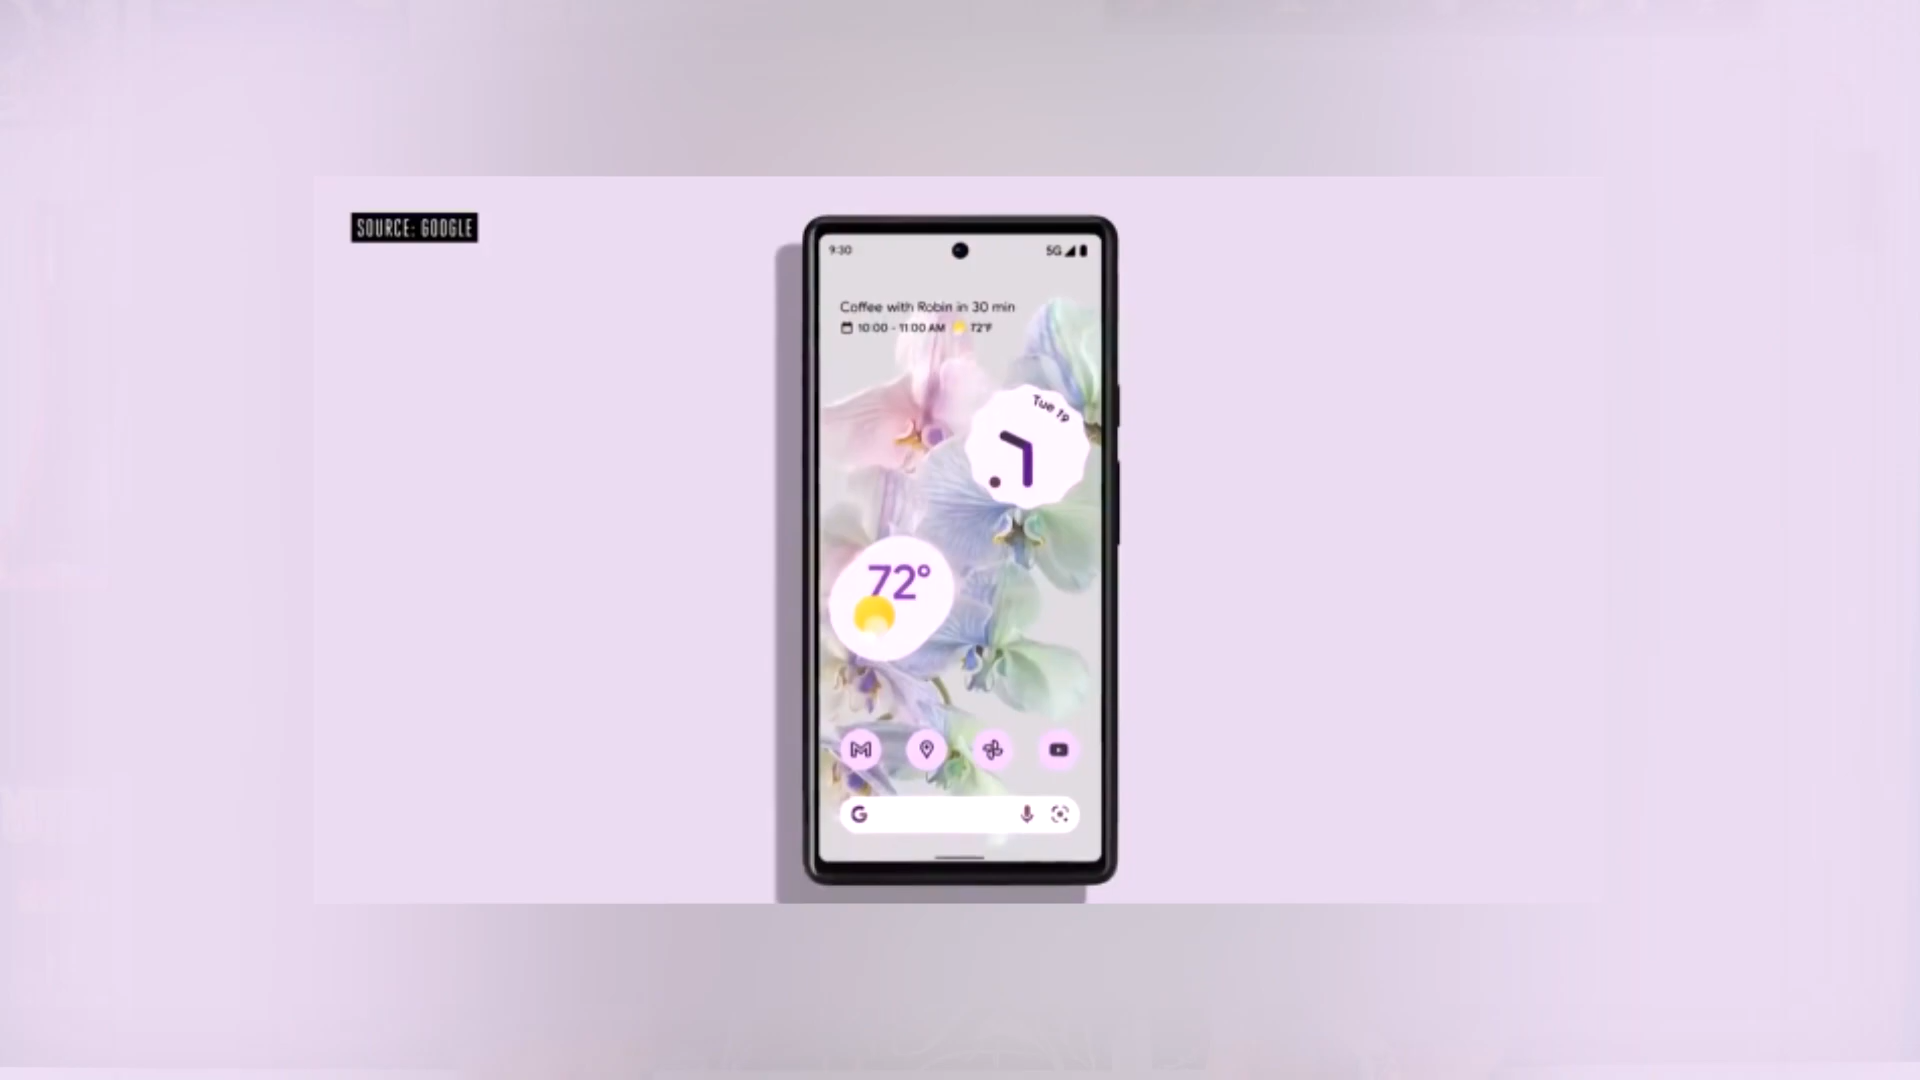 SOURCE: GOOGLE
9:30
5G
Coffee with Robin in 30 min
10:00 - 11:00 AM 72°F
Tue 19
72°
G